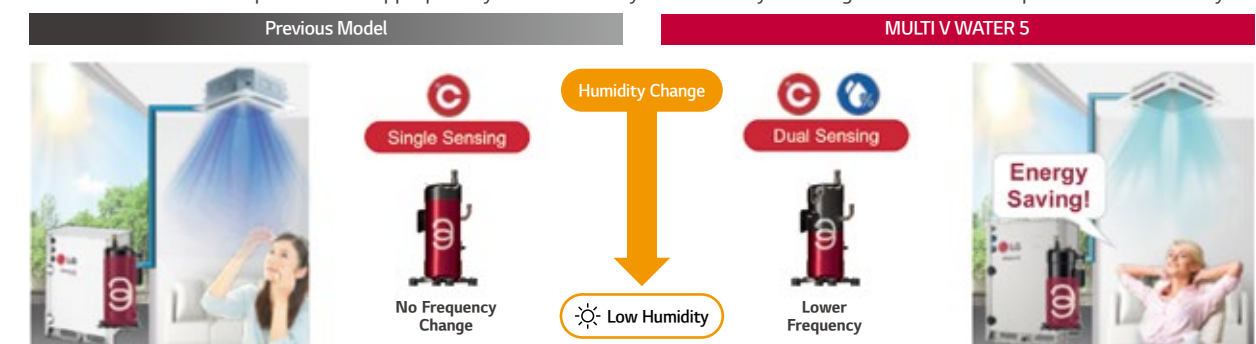 Previous Model
MULTI V WATER 5
Humidity Change
Single Sensing
Dual Sensing
Energy
Saving!
LG
No Frequency
Change
Low Humidity
Lower
Frequency